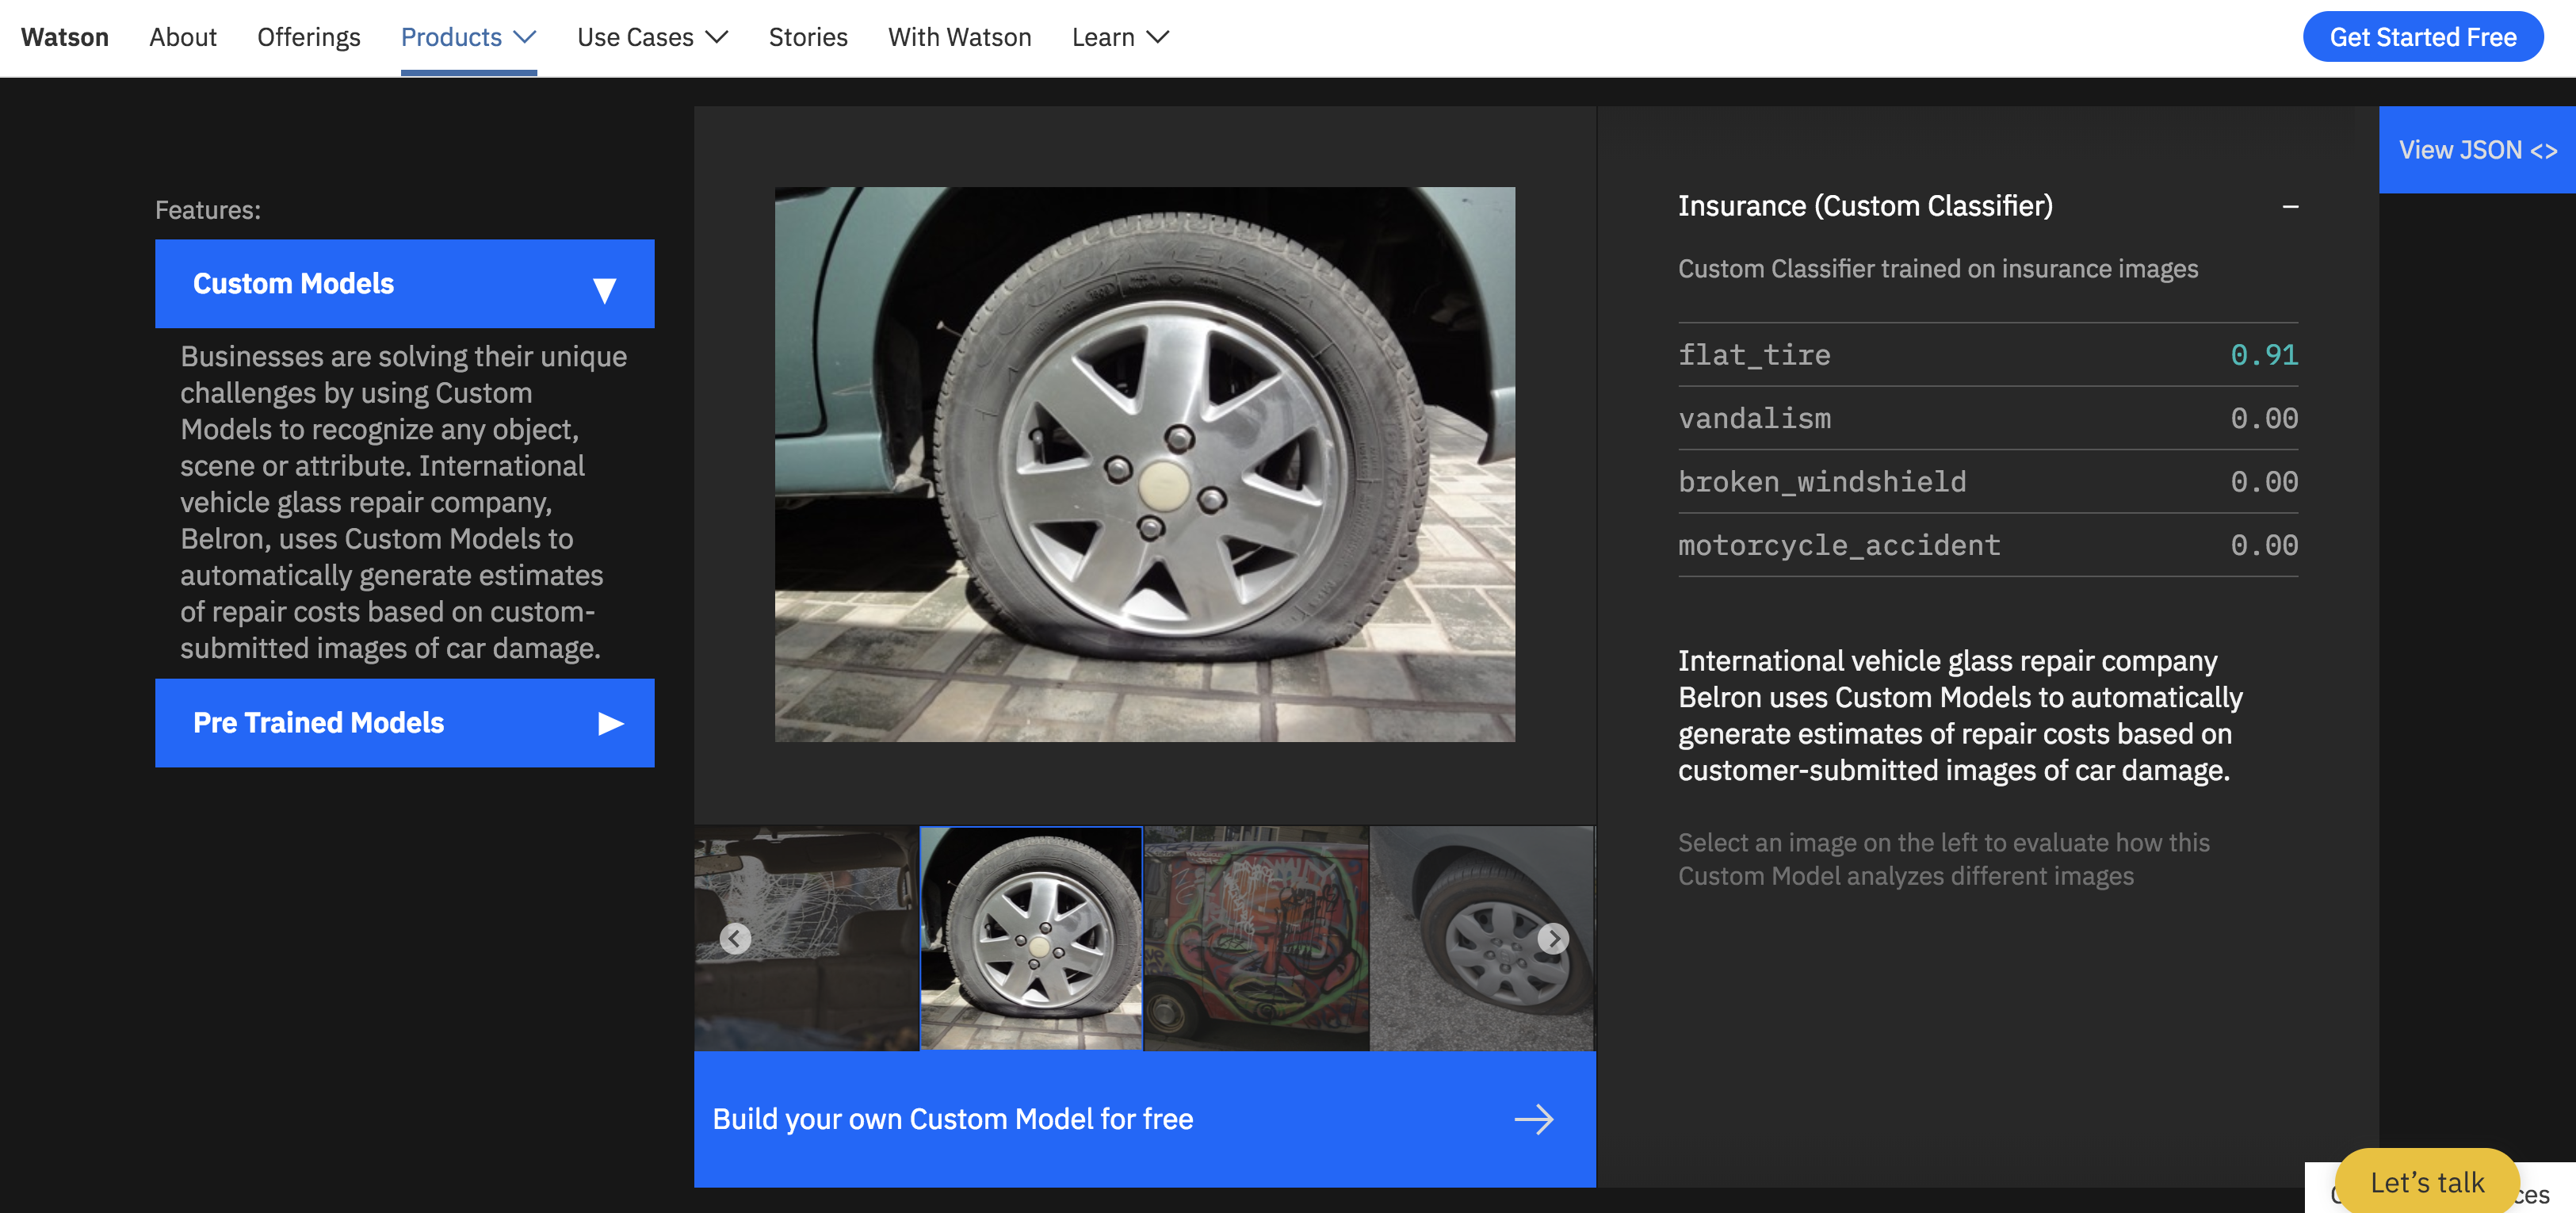 Watson About Offerings Products Use Cases Stories With Watson Learn Get Started Free
View JSON <>
Features:
Custom Models
Businesses are solving their unique
challenges by using Custom
Models to recognize any object,
scene or attribute. International
vehicle glass repair company,
Belron, uses Custom Models to
automatically generate estimates
of repair costs based on custom-
submitted images of car damage.
Pre Trained Models
Build your own Custom Model for free
Insurance (Custom Classifier) –
Custom Classifier trained on insurance images
flat_tire 0.91
vandalism 0.00
broken_windshield 0.00
motorcycle_accident 0.00
International vehicle glass repair company
Belron uses Custom Models to automatically
generate estimates of repair costs based on
customer-submitted images of car damage.
Select an image on the left to evaluate how this
Custom Model analyzes different images
Let’s talk